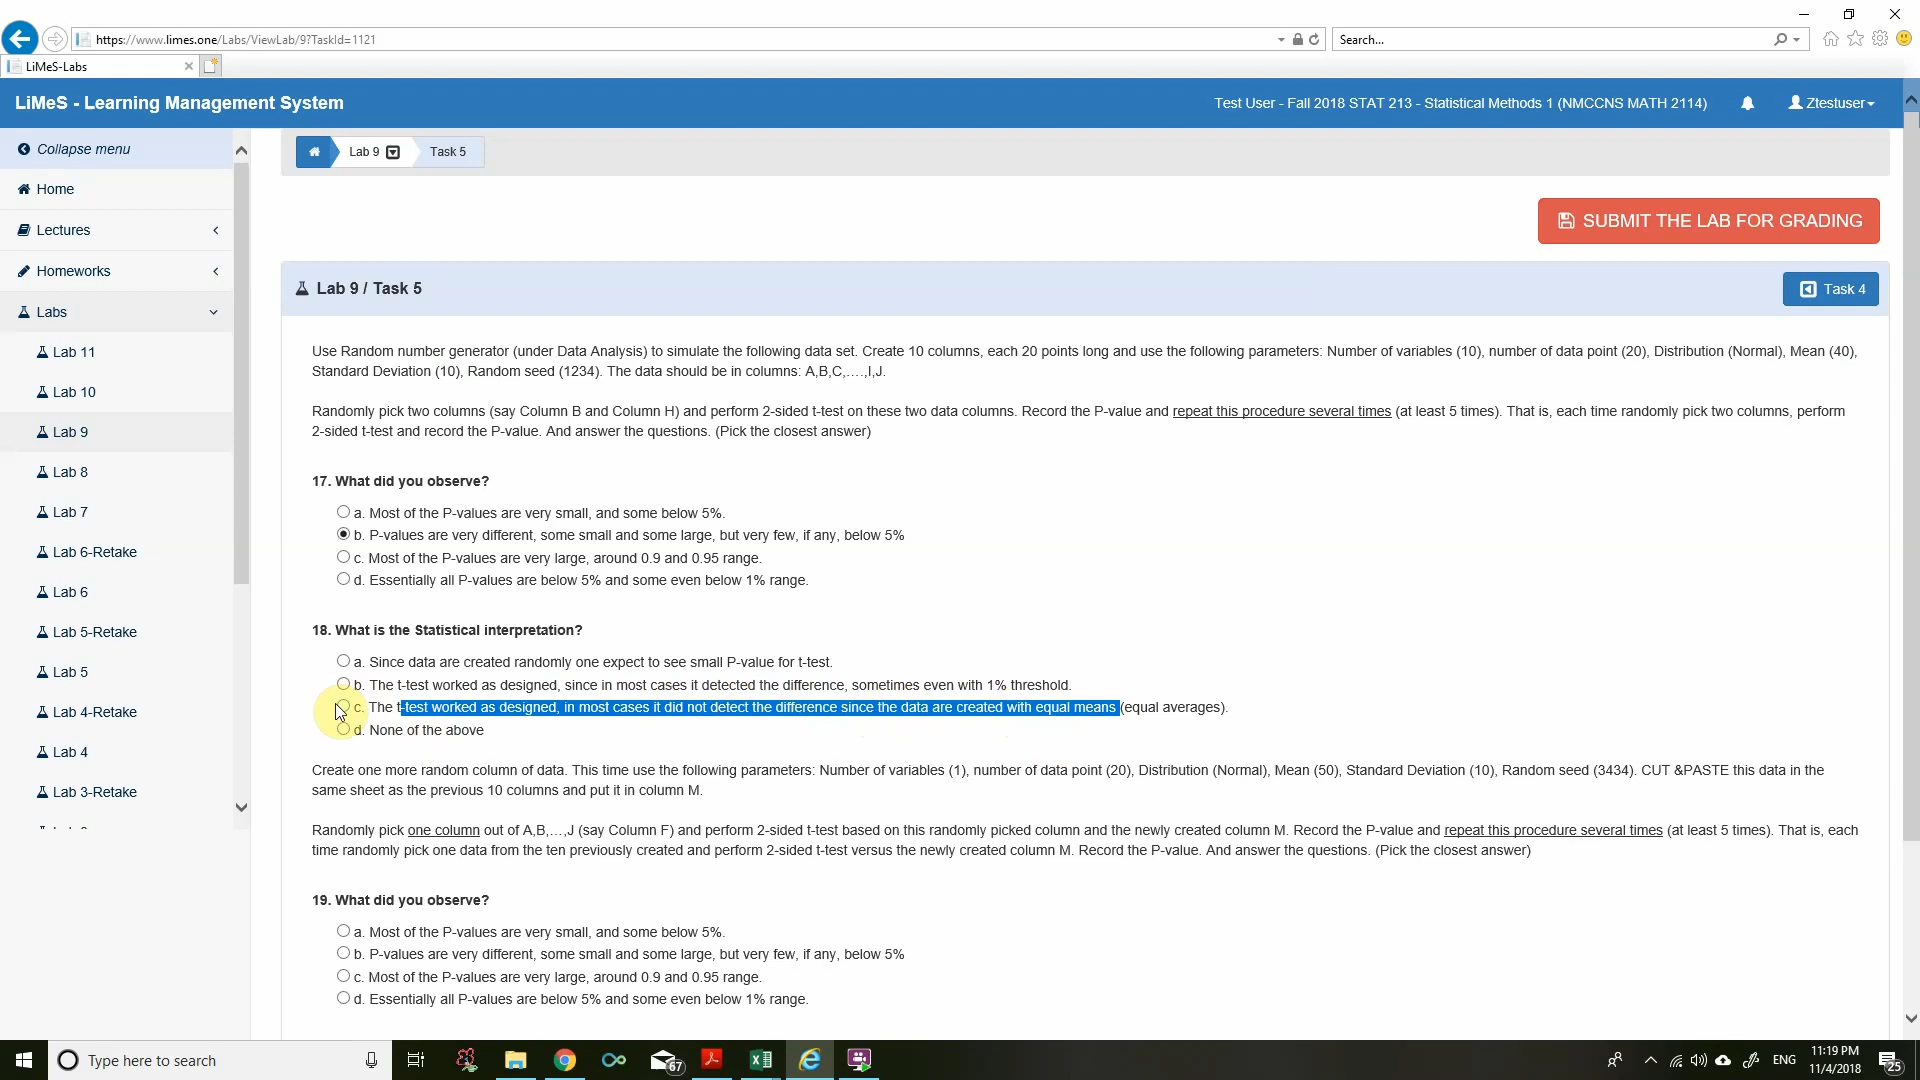 https://www.limes.one/Labs/ViewLab/9?TaskId=1121
Search...
LiMeS-Labs
LiMeS - Learning Management System
Test User - Fall 2018 STAT 213 - Statistical Methods 1 (NMCCNS MATH 2114)
Ztestuser
Collapse menu
Home
Lectures
Homeworks
Labs
Lab 11
Lab 10
Lab 9
Lab 8
Lab 7
Lab 6-Retake
Lab 6
Lab 5-Retake
Lab 5
Lab 4-Retake
Lab 4
Lab 3-Retake
Lab 9
Task 5
SUBMIT THE LAB FOR GRADING
Lab 9 / Task 5
Task 4
Use Random number generator (under Data Analysis) to simulate the following data set. Create 10 columns, each 20 points long and use the following parameters: Number of variables (10), number of data point (20), Distribution (Normal), Mean (40),
Standard Deviation (10), Random seed (1234). The data should be in columns: A,B,C,….,I,J.
Randomly pick two columns (say Column B and Column H) and perform 2-sided t-test on these two data columns. Record the P-value and repeat this procedure several times (at least 5 times). That is, each time randomly pick two columns, perform
2-sided t-test and record the P-value. And answer the questions. (Pick the closest answer)
17. What did you observe?
a. Most of the P-values are very small, and some below 5%.
b. P-values are very different, some small and some large, but very few, if any, below 5%
c. Most of the P-values are very large, around 0.9 and 0.95 range.
d. Essentially all P-values are below 5% and some even below 1% range.
18. What is the Statistical interpretation?
a. Since data are created randomly one expect to see small P-value for t-test.
b. The t-test worked as designed, since in most cases it detected the difference, sometimes even with 1% threshold.
c. The t-test worked as designed, in most cases it did not detect the difference since the data are created with equal means (equal averages).
d. None of the above
Create one more random column of data. This time use the following parameters: Number of variables (1), number of data point (20), Distribution (Normal), Mean (50), Standard Deviation (10), Random seed (3434). CUT &PASTE this data in the
same sheet as the previous 10 columns and put it in column M.
Randomly pick one column out of A,B,…,J (say Column F) and perform 2-sided t-test based on this randomly picked column and the newly created column M. Record the P-value and repeat this procedure several times (at least 5 times). That is, each
time randomly pick one data from the ten previously created and perform 2-sided t-test versus the newly created column M. Record the P-value. And answer the questions. (Pick the closest answer)
19. What did you observe?
a. Most of the P-values are very small, and some below 5%.
b. P-values are very different, some small and some large, but very few, if any, below 5%
c. Most of the P-values are very large, around 0.9 and 0.95 range.
d. Essentially all P-values are below 5% and some even below 1% range.
Type here to search
67
ENG
11:19 PM
11/4/2018
25